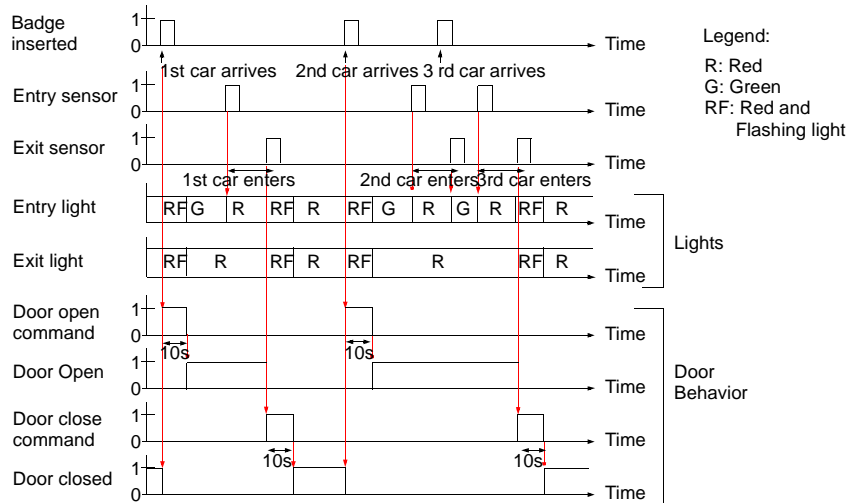 Badge
inserted
1
0
Time
1st car arrives
2nd car arrives
3 rd car arrives
Legend:
R: Red
G: Green
RF: Red and
Flashing light
Entry sensor
1
0
Time
Exit sensor
1
0
Time
1st car enters
2nd car enters
3rd car enters
Entry light
RF G R RF R RF G R G R RF R
Time
Lights
Exit light
RF R RF R RF R RF R
Time
Door open
command
1
0
10s
10s
Time
Door Open
1
0
Time
Door
Behavior
Door close
command
1
0
10s
10s
Time
Door closed
1
0
Time